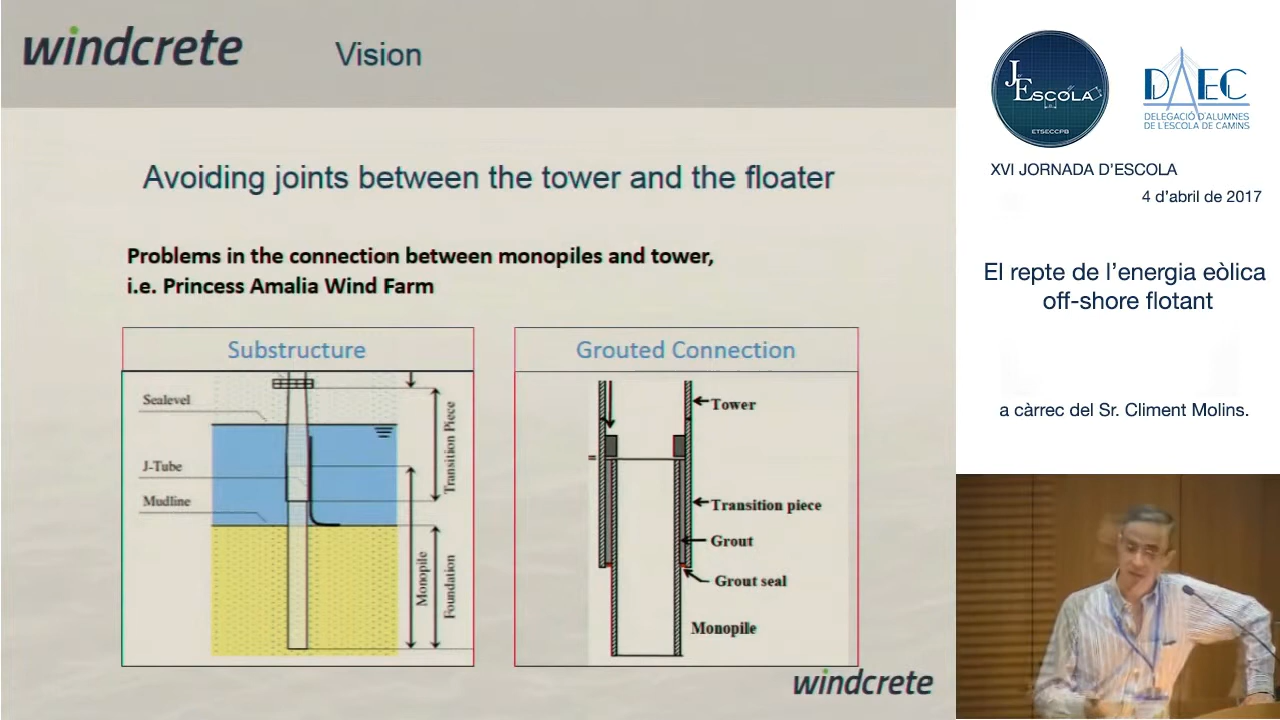 windcrete
Vision
Avoiding joints between the tower and the floater
Problems in the connection between monopiles and tower,
i.e. Princess Amalia Wind Farm
Substructure
Sealevel
J-Tube
Mudline
Transition Piece
Monopile
Foundation
Grouted Connection
Tower
Transition piece
Grout
Grout seal
Monopile
windcrete
J ESCOLA
ETSECCPB
DAEC
DELEGACIÓ D'ALUMNES
DE L'ESCOLA DE CAMINS
XVI JORNADA D'ESCOLA
4 d'abril de 2017
El repte de l'energia eòlica
off-shore flotant
a càrrec del Sr. Climent Molins.